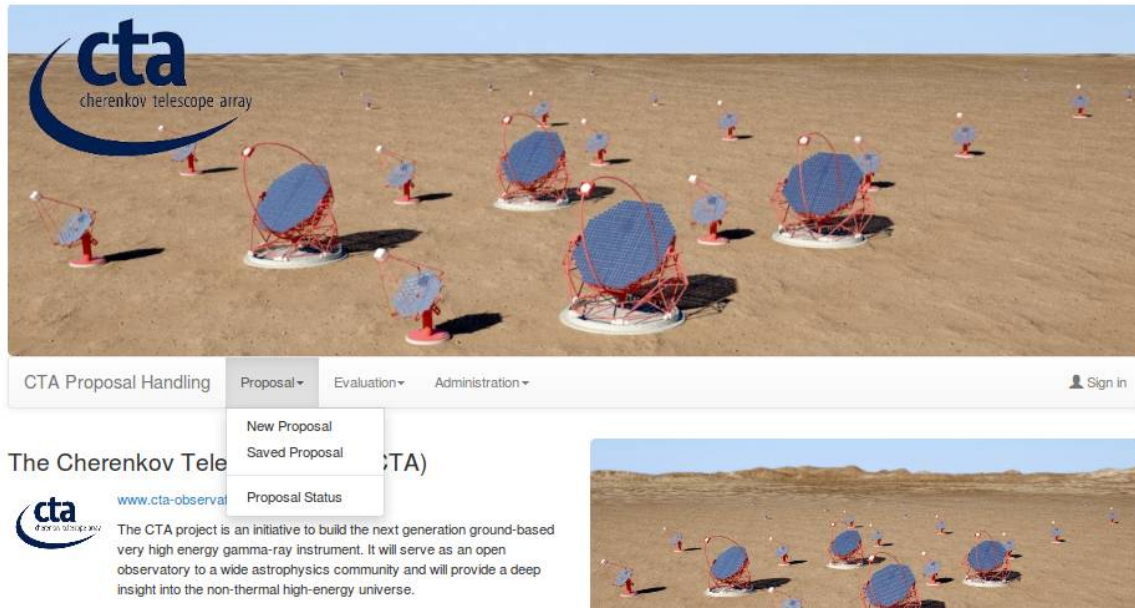 cta
cherenkov telescope array
CTA Proposal Handling Proposal Evaluation Administration Sign in
New Proposal
Saved Proposal
Proposal Status
The Cherenkov Tele CTA)
cta
www.cta-observat
The CTA project is an initiative to build the next generation ground-based
very high energy gamma-ray instrument. It will serve as an open
observatory to a wide astrophysics community and will provide a deep
insight into the non-thermal high-energy universe.